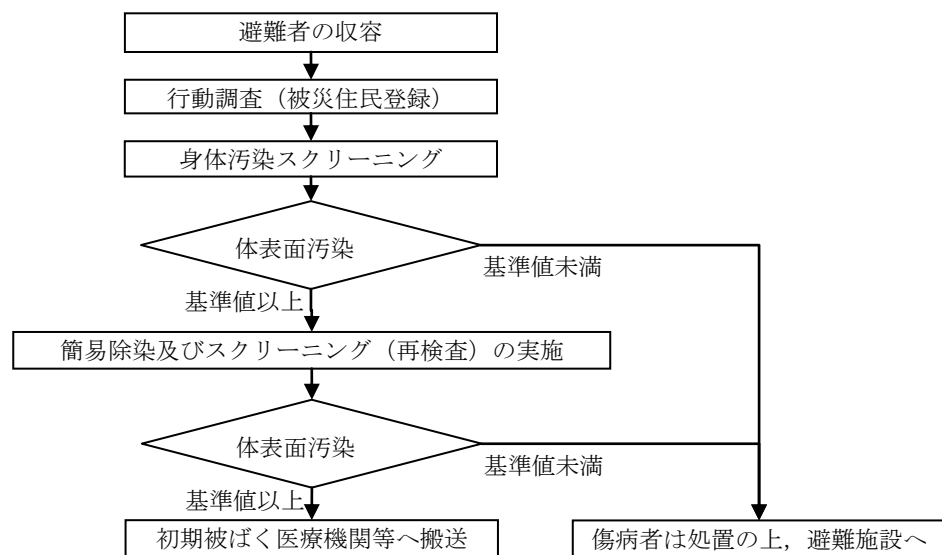 避難者の収容
行動調査（被災住民登録）
身体汚染スクリーニング
体表面汚染
基準値未満
基準値以上
簡易除染及びスクリーニング（再検査）の実施
体表面汚染
基準値未満
基準値以上
初期被ばく医療機関等へ搬送
傷病者は処置の上，避難施設へ